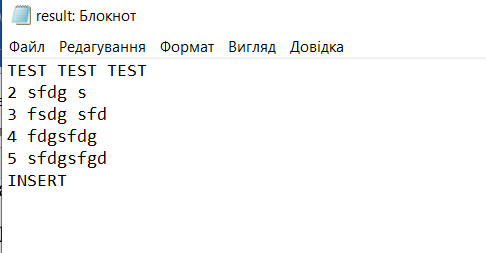 result: Блокнот
Файл Редагування Формат Вигляд Довідка
TEST TEST TEST
2 sfdg s
3 fsdg sfd
4 fdgsfdg
5 sfdgsfgd
INSERT